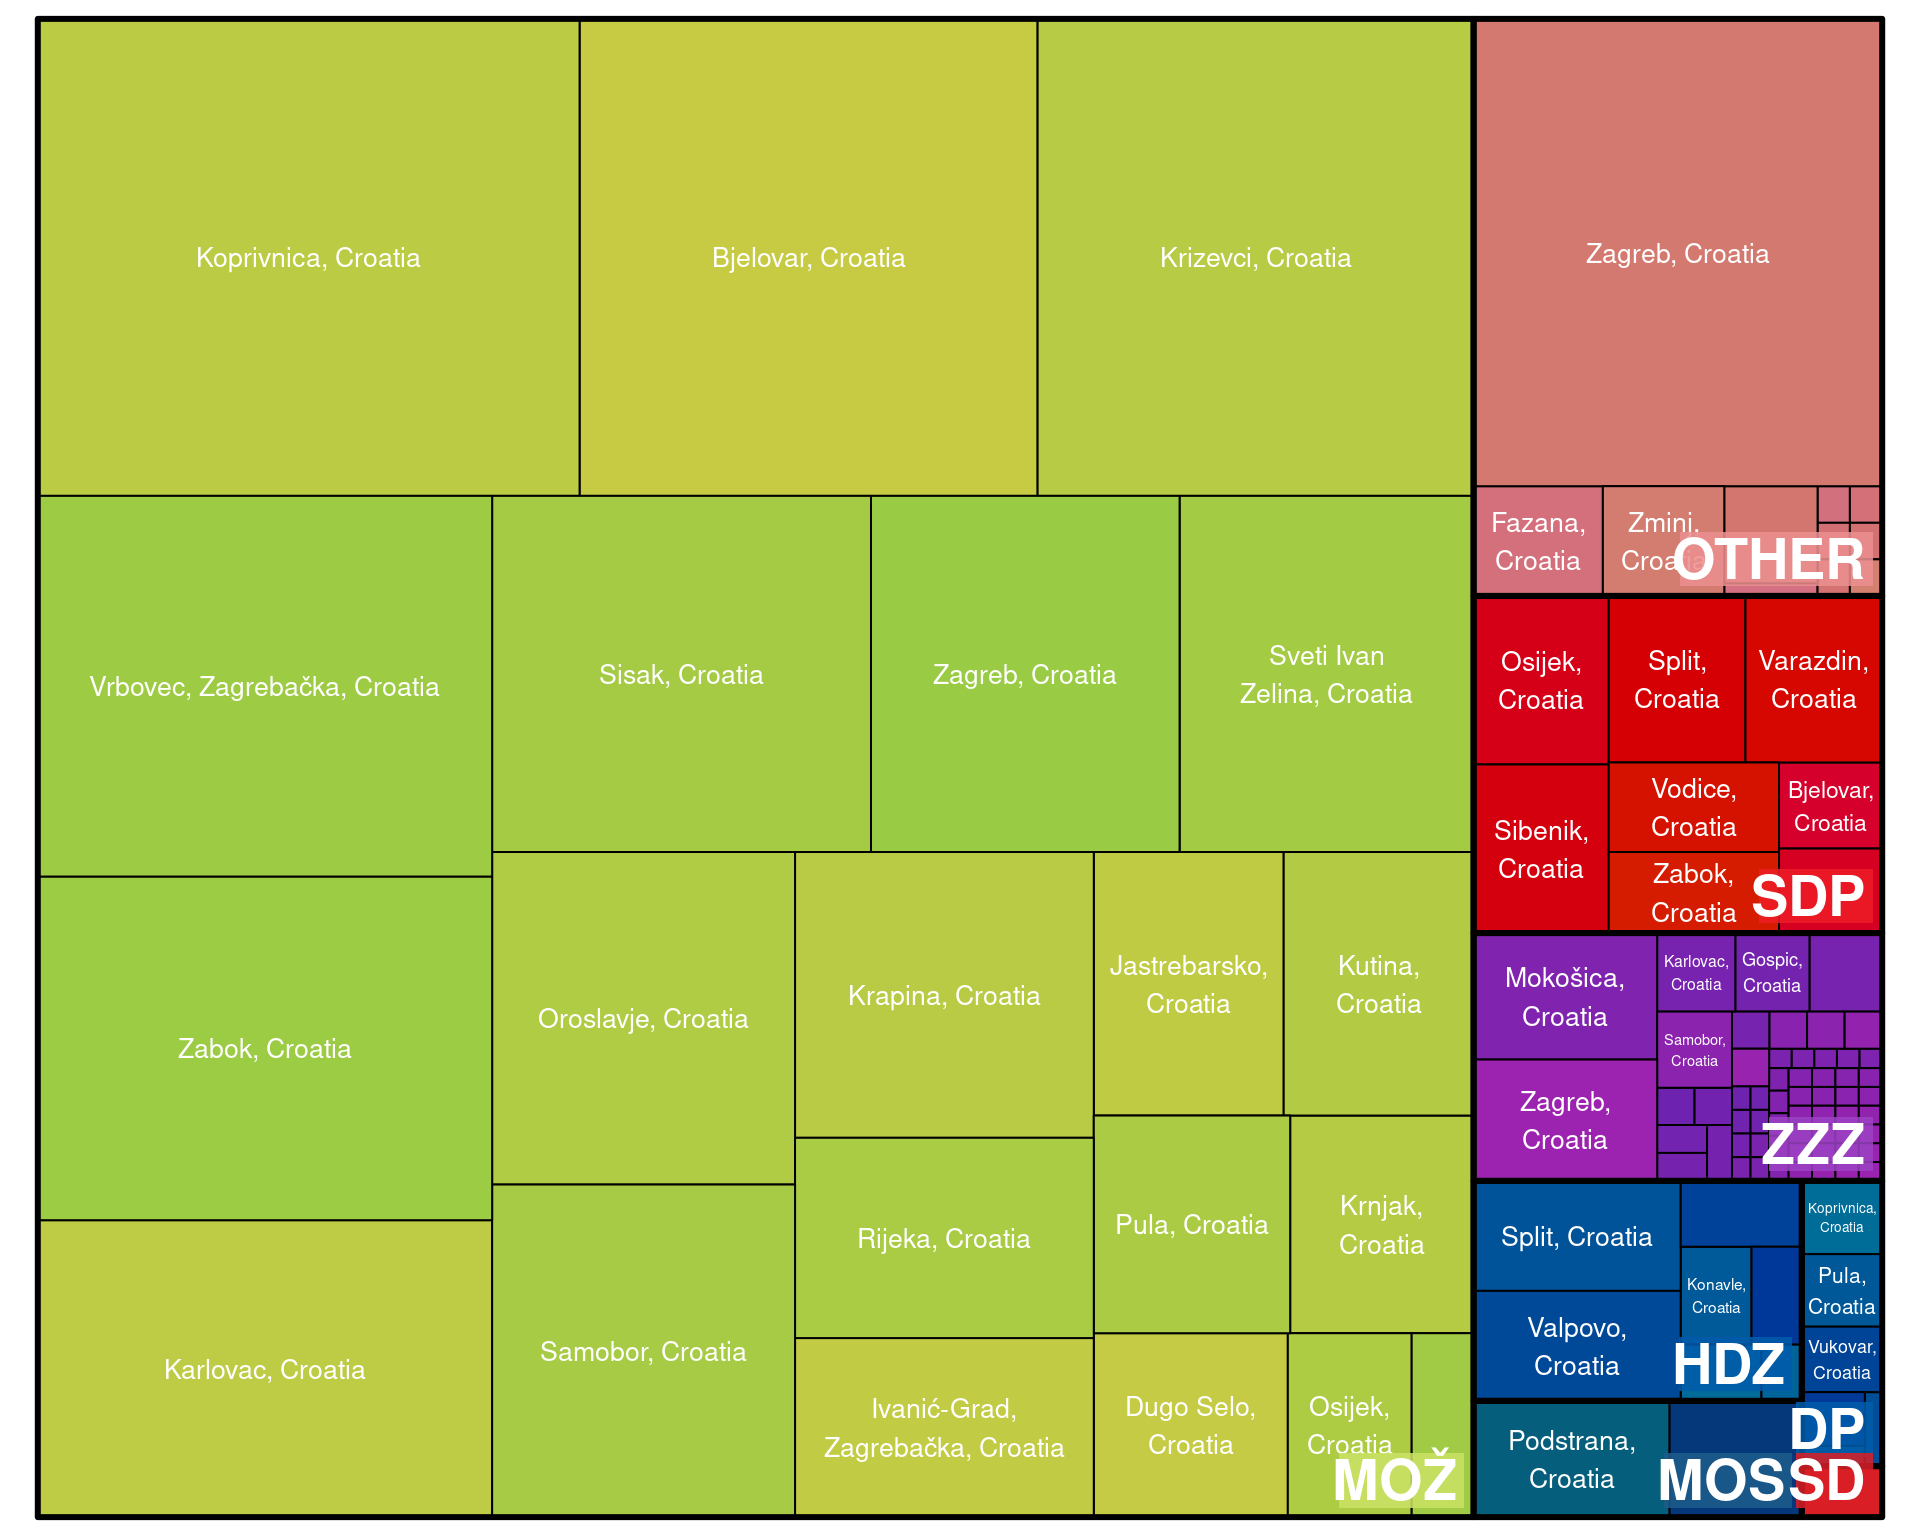 Koprivnica, Croatia
Bjelovar, Croatia
Krizevci, Croatia
Vrbovec, Zagrebačka, Croatia
Sisak, Croatia
Zagreb, Croatia
Sveti Ivan
Zelina, Croatia
Zabok, Croatia
Karlovac, Croatia
Oroslavje, Croatia
Samobor, Croatia
Krapina, Croatia
Rijeka, Croatia
Ivanić-Grad,
Zagrebačka, Croatia
Jastrebarsko,
Croatia
Kutina,
Croatia
Pula, Croatia
Krnjak,
Croatia
Dugo Selo,
Croatia
Osijek,
Croatia
MOŽ
Zagreb, Croatia
Fazana,
Croatia
Zmini,
Croatia
OTHER
Osijek,
Croatia
Split,
Croatia
Varazdin,
Croatia
Sibenik,
Croatia
Vodice,
Croatia
Bjelovar,
Croatia
Zabok,
Croatia
SDP
Mokošica,
Croatia
Zagreb,
Croatia
Karlovac,
Croatia
Gospic,
Croatia
Samobor,
Croatia
ZZZ
Split, Croatia
Valpovo,
Croatia
Konavle,
Croatia
HDZ
Koprivnica,
Croatia
Pula,
Croatia
Vukovar,
Croatia
DP
Podstrana,
Croatia
MOS
SD